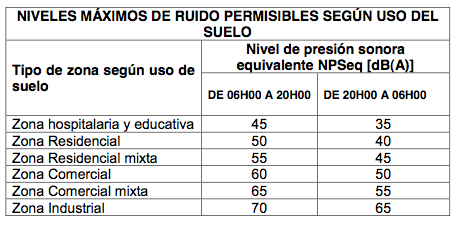 NIVELES MÁXIMOS DE RUIDO PERMISIBLES SEGÚN USO DEL
SUELO
Tipo de zona según uso de
suelo
Nivel de presión sonora
equivalente NPSeq [dB(A)]
DE 06H00 A 20H00 DE 20H00 A 06H00
Zona hospitalaria y educativa 45 35
Zona Residencial 50 40
Zona Residencial mixta 55 45
Zona Comercial 60 50
Zona Comercial mixta 65 55
Zona Industrial 70 65